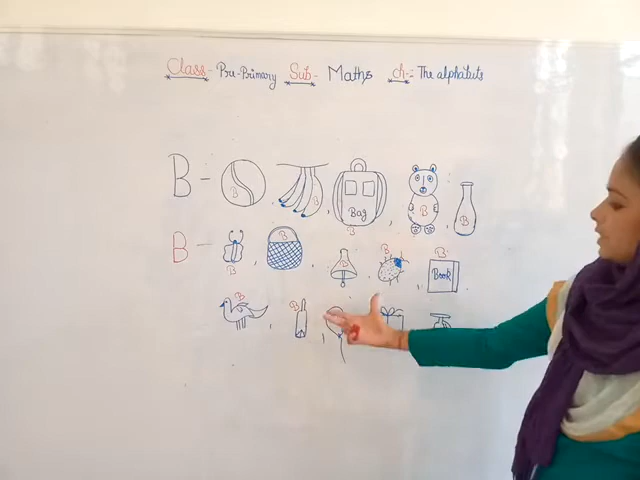 Class- Pre-Primary Sub- Maths ch-: The alphabets
B - B B Bag B B
B
B - B B B Book
B B B
B B